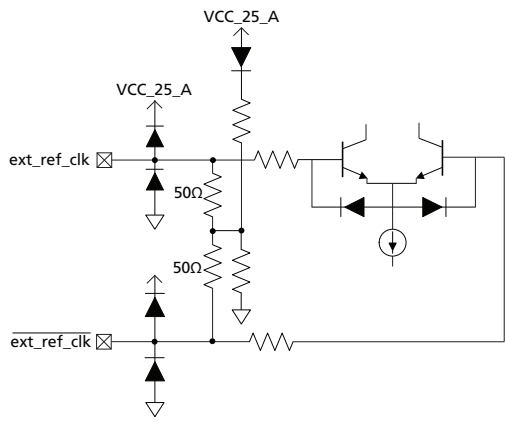 VCC_25_A
VCC_25_A
ext_ref_clk
50Ω
50Ω
ext_ref_clk